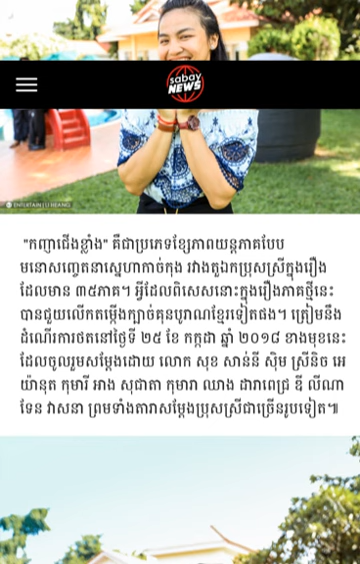 sabay
NEWS
"កញ្ញាជើងខ្លាំង" គឺជាប្រភេទខ្សែភាពយន្តភាគបែប
មនោសញ្ចេតនាស្នេហាកាច់កុង រវាងតួឯកប្រុសស្រីក្នុងរឿង
ដែលមាន ៣៥ភាគ។ អ្វីដែលពិសេសនោះក្នុងរឿងភាគថ្មីនេះ
បានជួយលើកតម្កើងក្បាច់គុនបូរាណខ្មែរទៀតផង។ គ្រៀមនឹង
ដំណើរការថតនៅថ្ងៃទី ២៥ ខែ កក្កដា ឆ្នាំ ២០១៨ ខាងមុខនេះ
ដែលចូលរួមសម្ដែងដោយ លោក សុខ សាន់នី ស៊ិម ស្រីនិច អេ
យ៉ានុត កុមារី អាង សុជាតា កុមារា ឈាង ដារាពេជ្រ ឌី លីណា
ទែន វាសនា ព្រមទាំងតារាសម្ដែងប្រុសស្រីជាច្រើនរូបទៀត៕